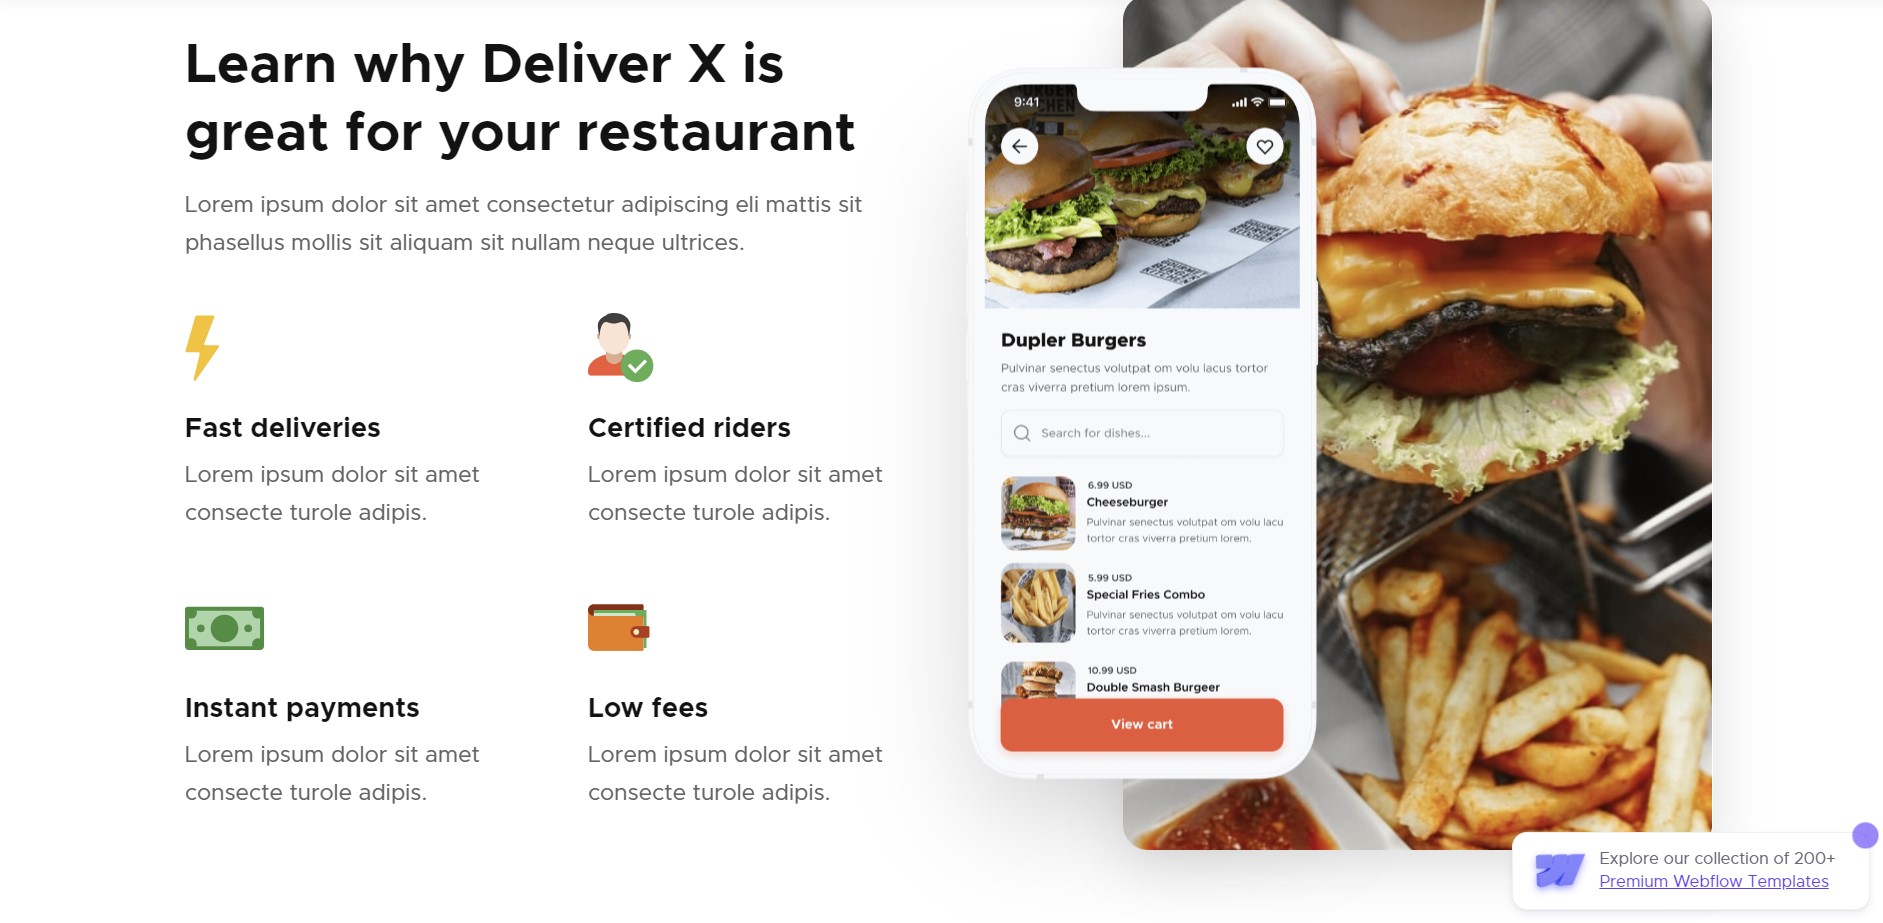 Learn why Deliver X is
great for your restaurant
Lorem ipsum dolor sit amet consectetur adipiscing eli mattis sit
phasellus mollis sit aliquam sit nullam neque ultrices.
Fast deliveries
Lorem ipsum dolor sit amet
consecte turole adipis.
Certified riders
Lorem ipsum dolor sit amet
consecte turole adipis.
Instant payments
Lorem ipsum dolor sit amet
consecte turole adipis.
Low fees
Lorem ipsum dolor sit amet
consecte turole adipis.
9:41
Dupler Burgers
Pulvinar senectus volutpat om volu lacus tortor
cras viverra pretium lorem ipsum.
Search for dishes...
6.99 USD
Cheeseburger
Pulvinar senectus volutpat om volu lacu
tortor cras viverra pretium lorem.
5.99 USD
Special Fries Combo
Pulvinar senectus volutpat om volu lacu
tortor cras viverra pretium lorem.
10.99 USD
Double Smash Burgeer
View cart
Explore our collection of 200+
Premium Webflow Templates